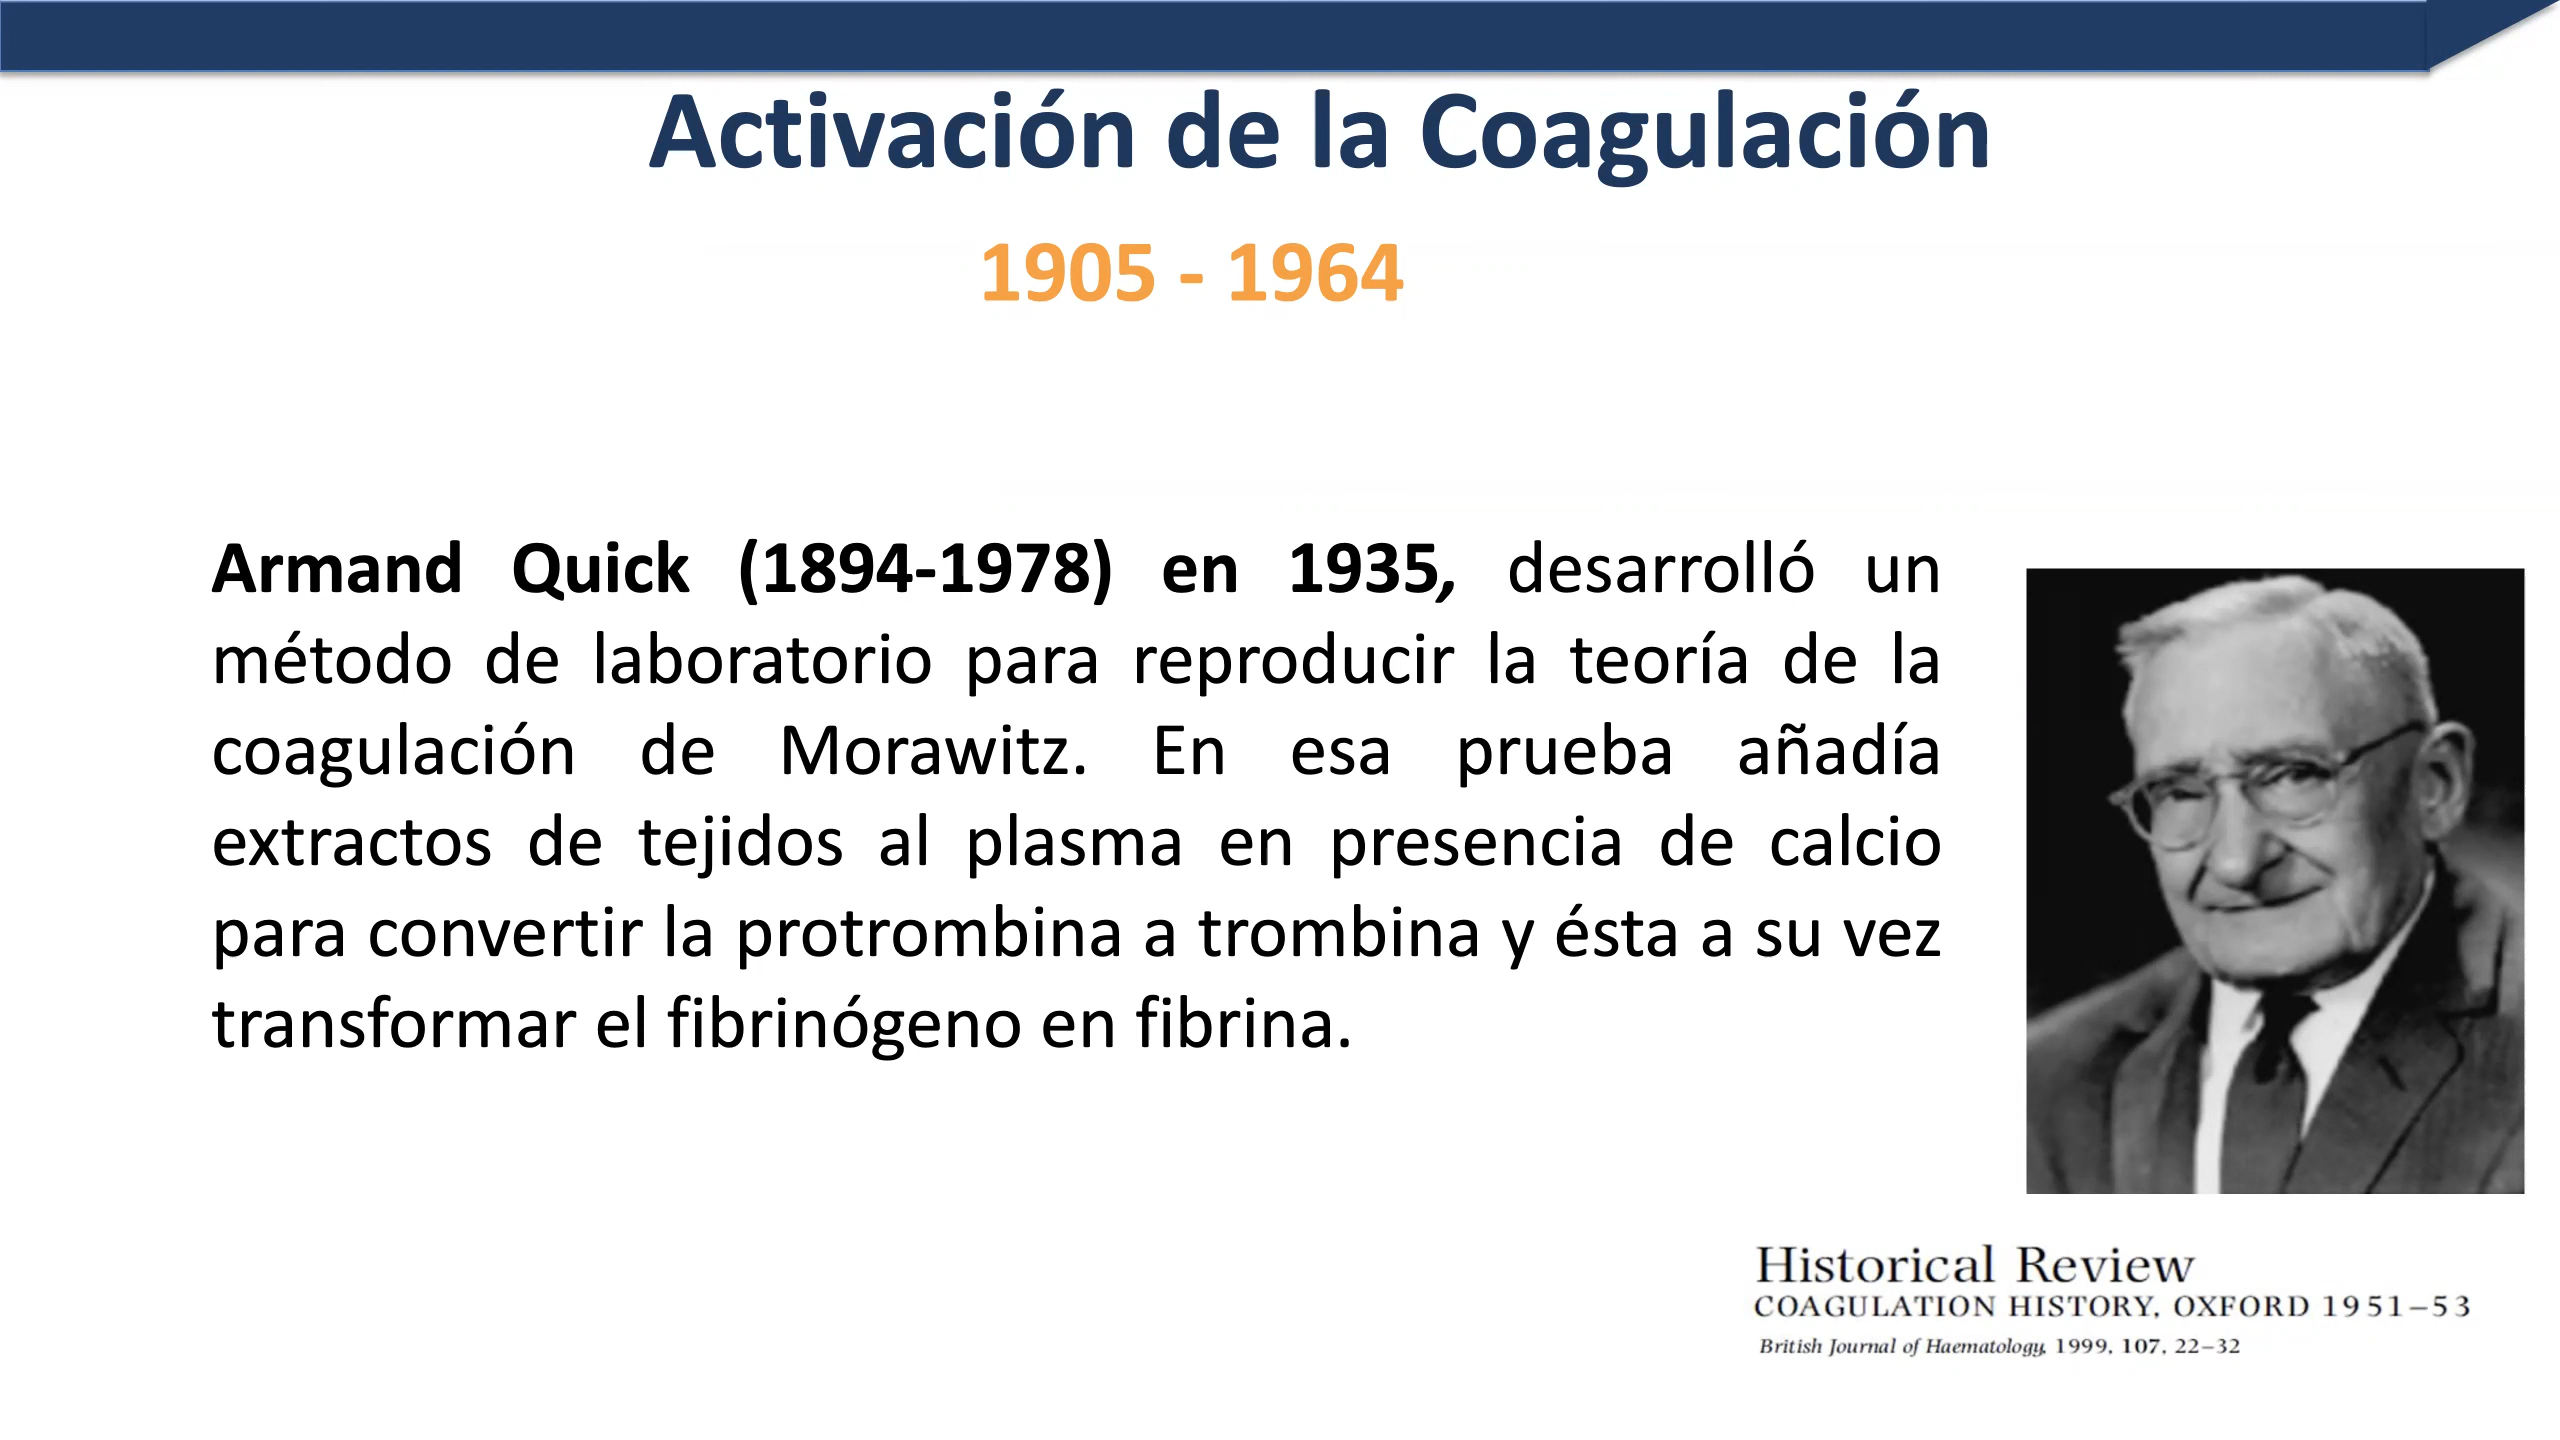 Activación de la Coagulación
1905 - 1964
Armand Quick (1894-1978) en 1935, desarrolló un
método de laboratorio para reproducir la teoría de la
coagulación de Morawitz. En esa prueba añadía
extractos de tejidos al plasma en presencia de calcio
para convertir la protrombina a trombina y ésta a su vez
transformar el fibrinógeno en fibrina.
Historical Review
COAGULATION HISTORY, OXFORD 1951–53
British Journal of Haematology, 1999, 107, 22–32